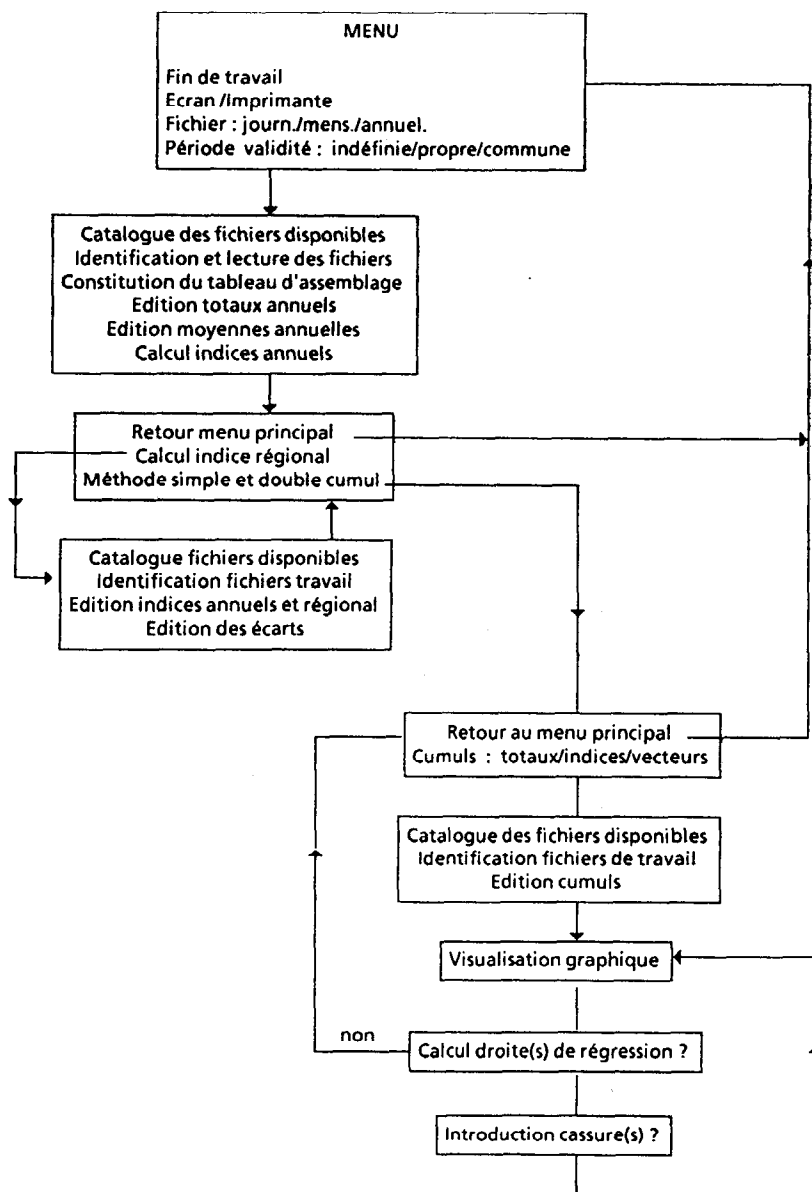 MENU
Fin de travail
Ecran /Imprimante
Fichier : journ./mens./annuel.
Période validité : indéfinie/propre/commune
Catalogue des fichiers disponibles
Identification et lecture des fichiers
Constitution du tableau d'assemblage
Edition totaux annuels
Edition moyennes annuelles
Calcul indices annuels
Retour menu principal
Calcul indice régional
Méthode simple et double cumul
Catalogue fichiers disponibles
Identification fichiers travail
Edition indices annuels et régional
Edition des écarts
Retour au menu principal
Cumuls : totaux/indices/vecteurs
Catalogue des fichiers disponibles
Identification fichiers de travail
Edition cumuls
Visualisation graphique
non
Calcul droite(s) de régression ?
Introduction cassure(s) ?